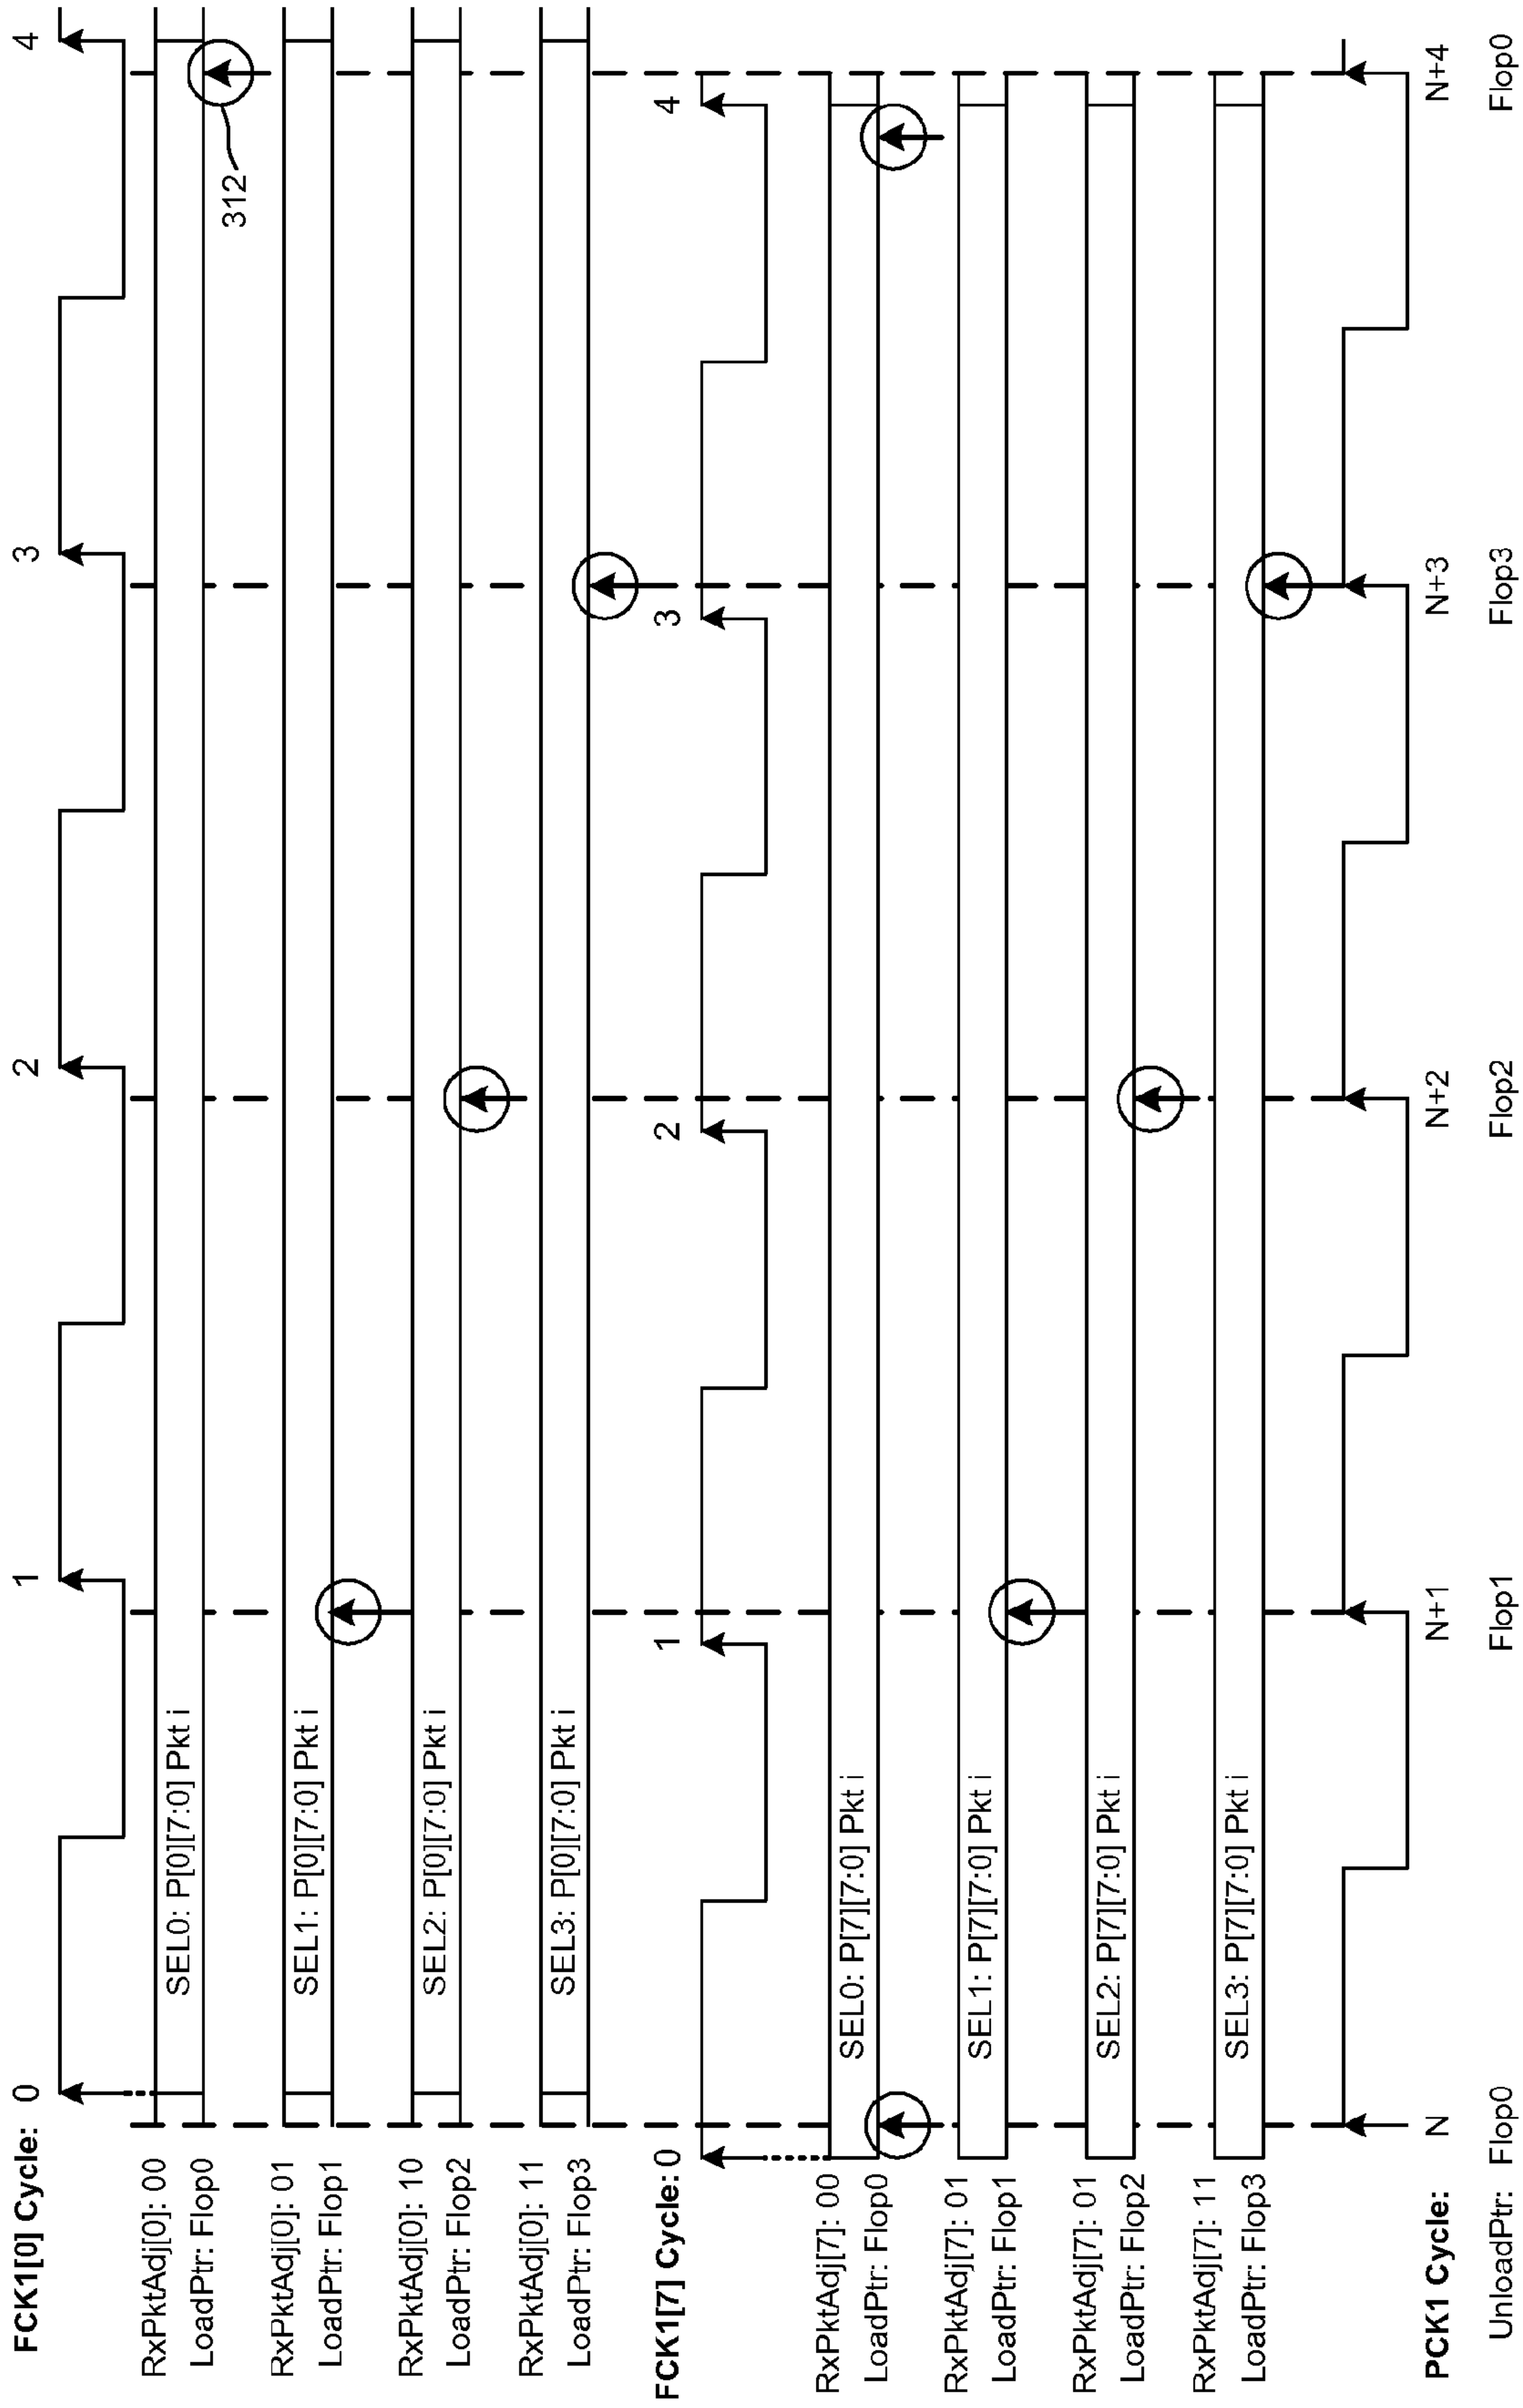 FCK1[0] Cycle: 0 1 2 3 4
RxPktAdj[0]: 00
LoadPtr: Flop0
SEL0: P[0][7:0] Pkt i
312
RxPktAdj[0]: 01
LoadPtr: Flop1
SEL1: P[0][7:0] Pkt i
RxPktAdj[0]: 10
LoadPtr: Flop2
SEL2: P[0][7:0] Pkt i
RxPktAdj[0]: 11
LoadPtr: Flop3
SEL3: P[0][7:0] Pkt i
FCK1[7] Cycle: 0 1 2 3 4
RxPktAdj[7]: 00
LoadPtr: Flop0
SEL0: P[7][7:0] Pkt i
RxPktAdj[7]: 01
LoadPtr: Flop1
SEL1: P[7][7:0] Pkt i
RxPktAdj[7]: 01
LoadPtr: Flop2
SEL2: P[7][7:0] Pkt i
RxPktAdj[7]: 11
LoadPtr: Flop3
SEL3: P[7][7:0] Pkt i
PCK1 Cycle: N N+1 N+2 N+3 N+4
UnloadPtr: Flop0 Flop1 Flop2 Flop3 Flop0